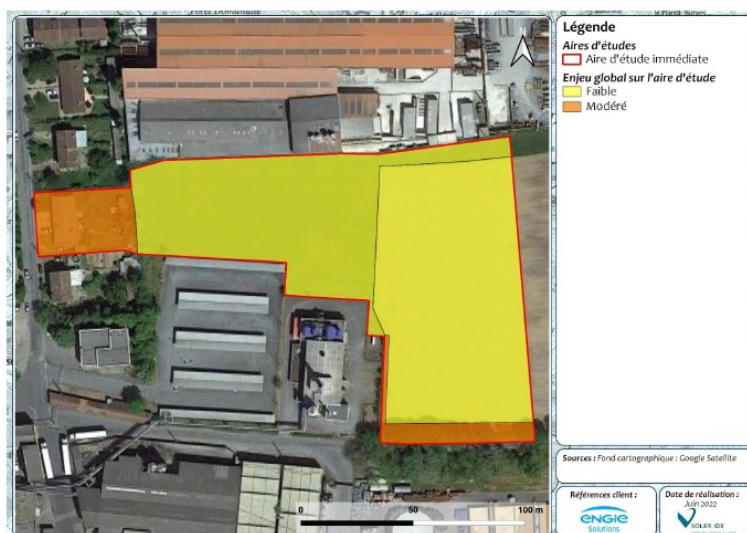 Légende
Aires d'études
Aire d'étude immédiate
Enjeu global sur l'aire d'étude
Faible
Modéré
N
0 50 100 m
Sources : Fond cartographique : Google Satellite
Références client :
ENGIE
Solutions
Date de réalisation :
Juin 2022
SOLER IDE